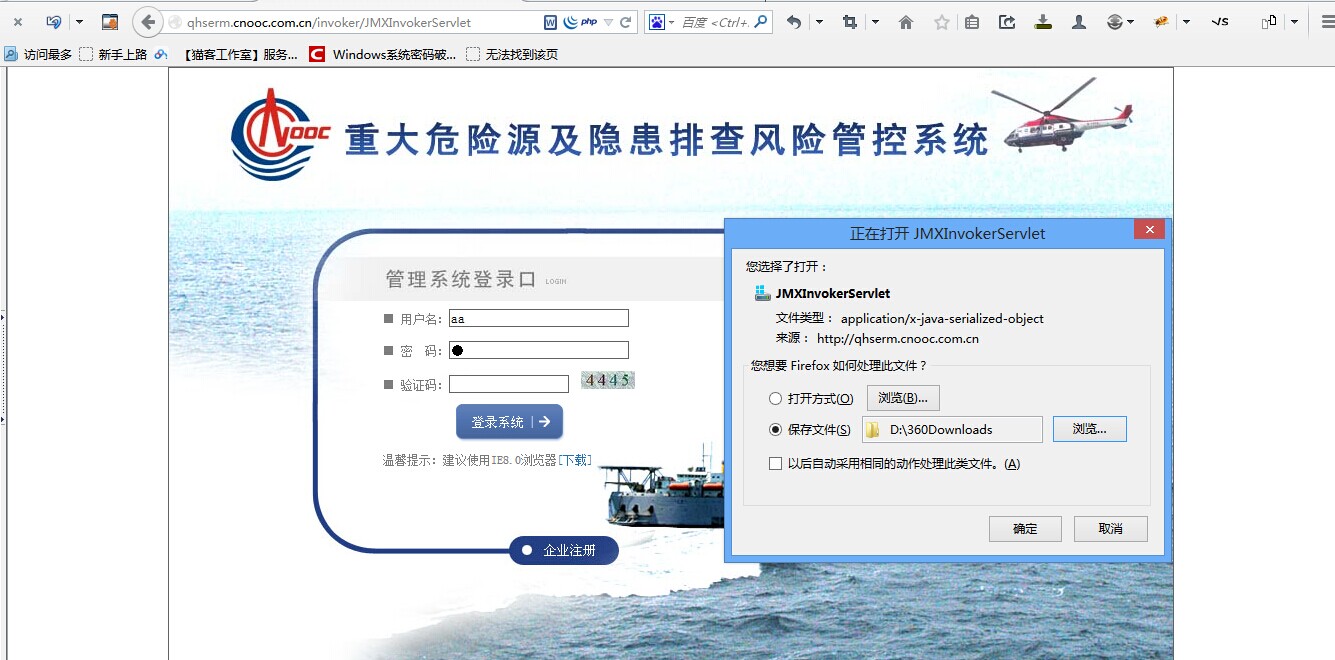 qhserm.cnooc.com.cn/invoker/JMXInvokerServlet
W
php
百度 <Ctrl+.
JS
访问最多
新手上路
【猫客工作室】服务...
C
Windows系统密码破...
无法找到该页
NOOC
重大危险源及隐患排查风险管控系统
管理系统登录口 LOGIN
用户名: aa
密 码:
验证码: 4445
登录系统
温馨提示: 建议使用IE8.0浏览器[下载]
企业注册
正在打开 JMXInvokerServlet
您选择了打开：
JMXInvokerServlet
文件类型： application/x-java-serialized-object
来源： http://qhserm.cnooc.com.cn
您想要 Firefox 如何处理此文件？
打开方式(O) 浏览(B)...
保存文件(S) D:\360Downloads 浏览...
以后自动采用相同的动作处理此类文件。(A)
确定 取消